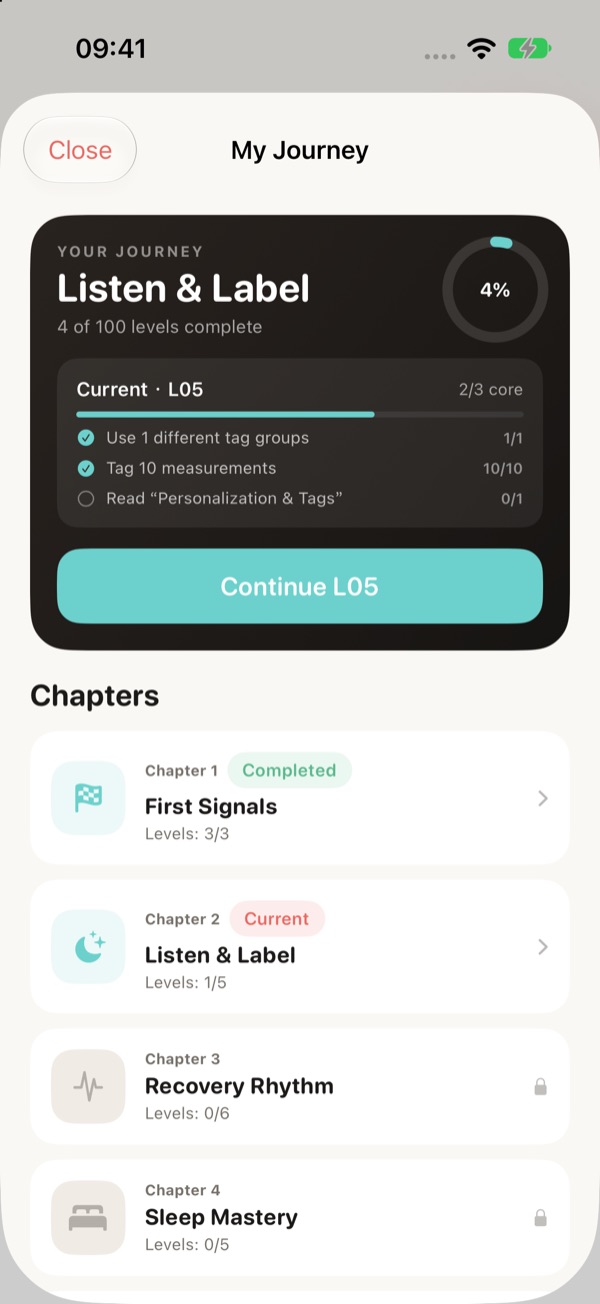 09:41
Close
My Journey
YOUR JOURNEY
Listen & Label
4 of 100 levels complete
4%
Current · L05
2/3 core
Use 1 different tag groups
1/1
Tag 10 measurements
10/10
Read “Personalization & Tags”
0/1
Continue L05
Chapters
Chapter 1
Completed
First Signals
Levels: 3/3
Chapter 2
Current
Listen & Label
Levels: 1/5
Chapter 3
Recovery Rhythm
Levels: 0/6
Chapter 4
Sleep Mastery
Levels: 0/5